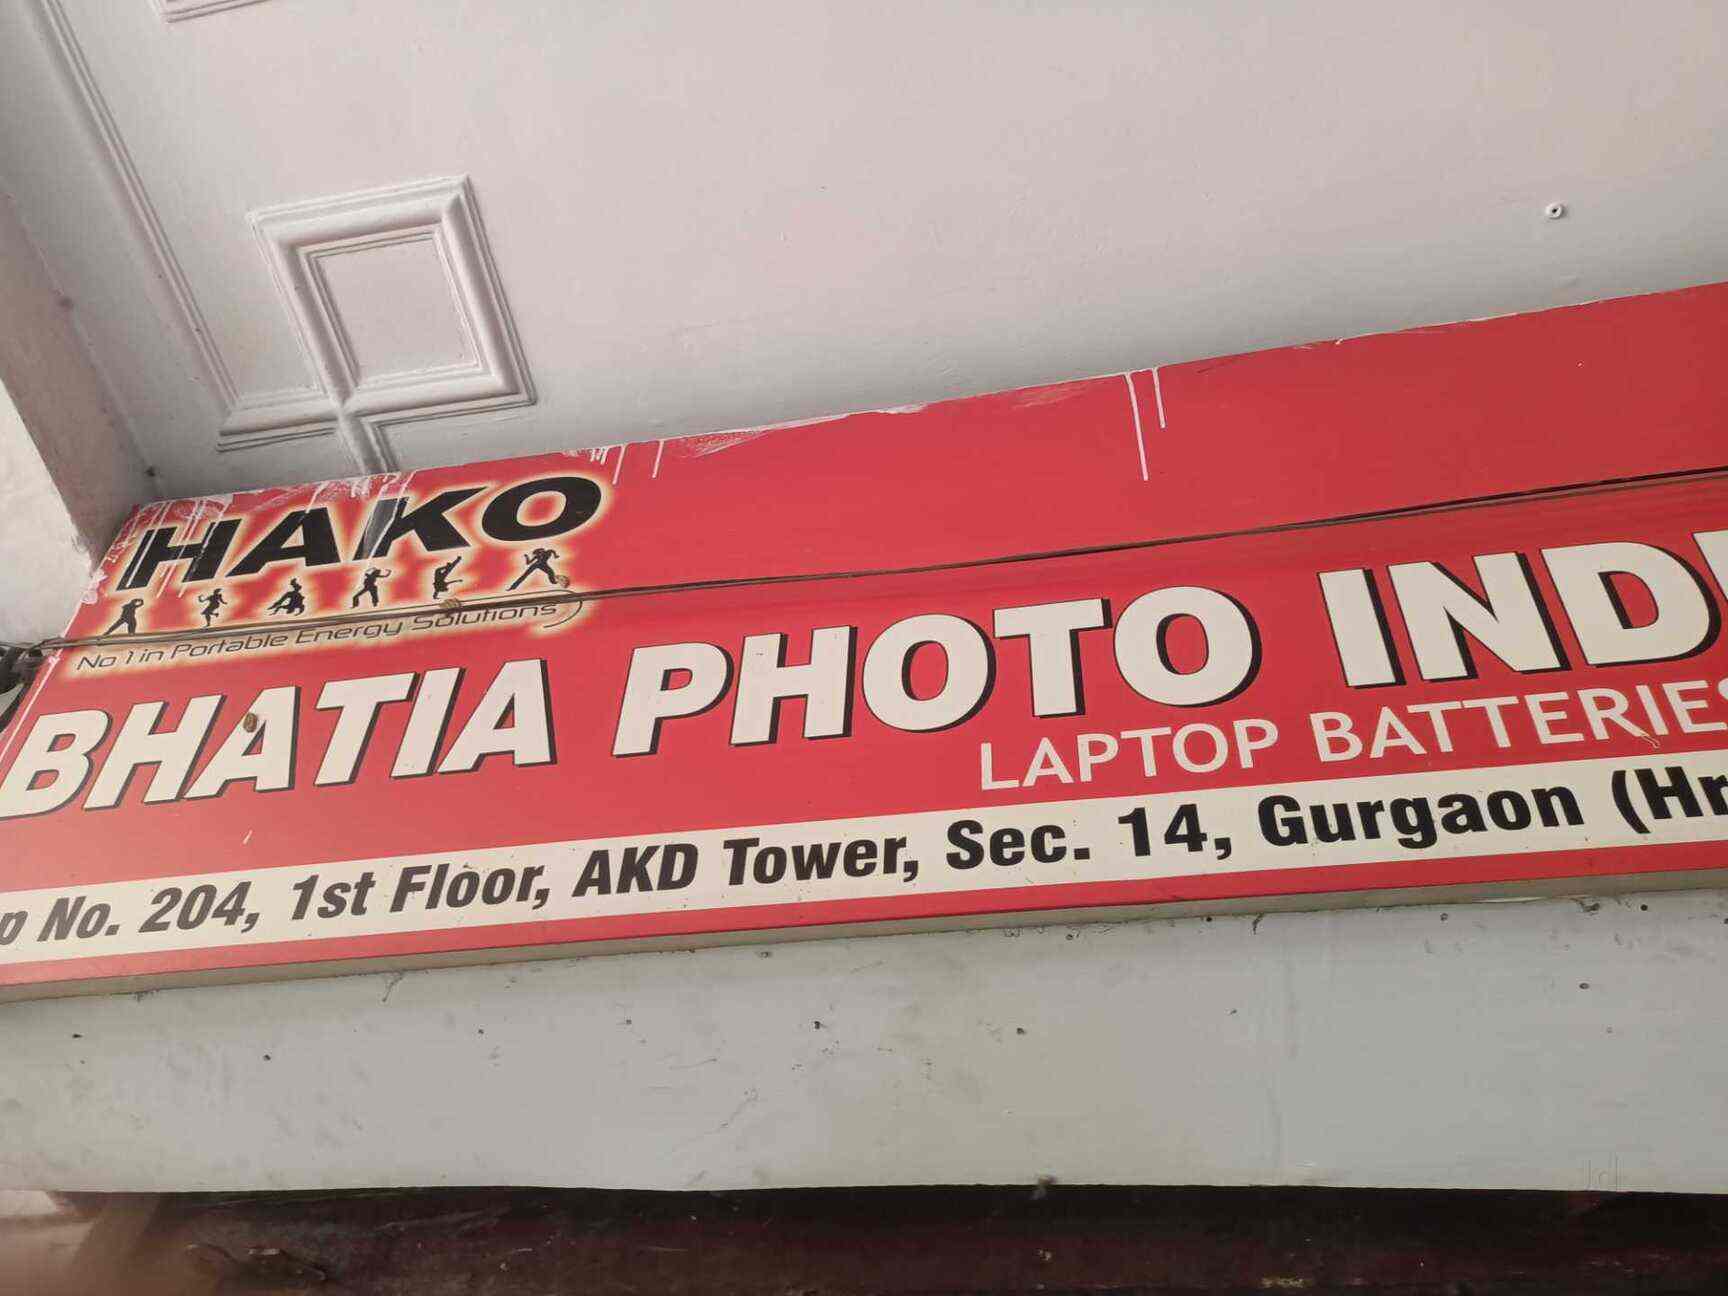 HAKO
No 1 in Portable Energy Solutions
BHATIA PHOTO IND
LAPTOP BATTERIES
p No. 204, 1st Floor, AKD Tower, Sec. 14, Gurgaon (Hr